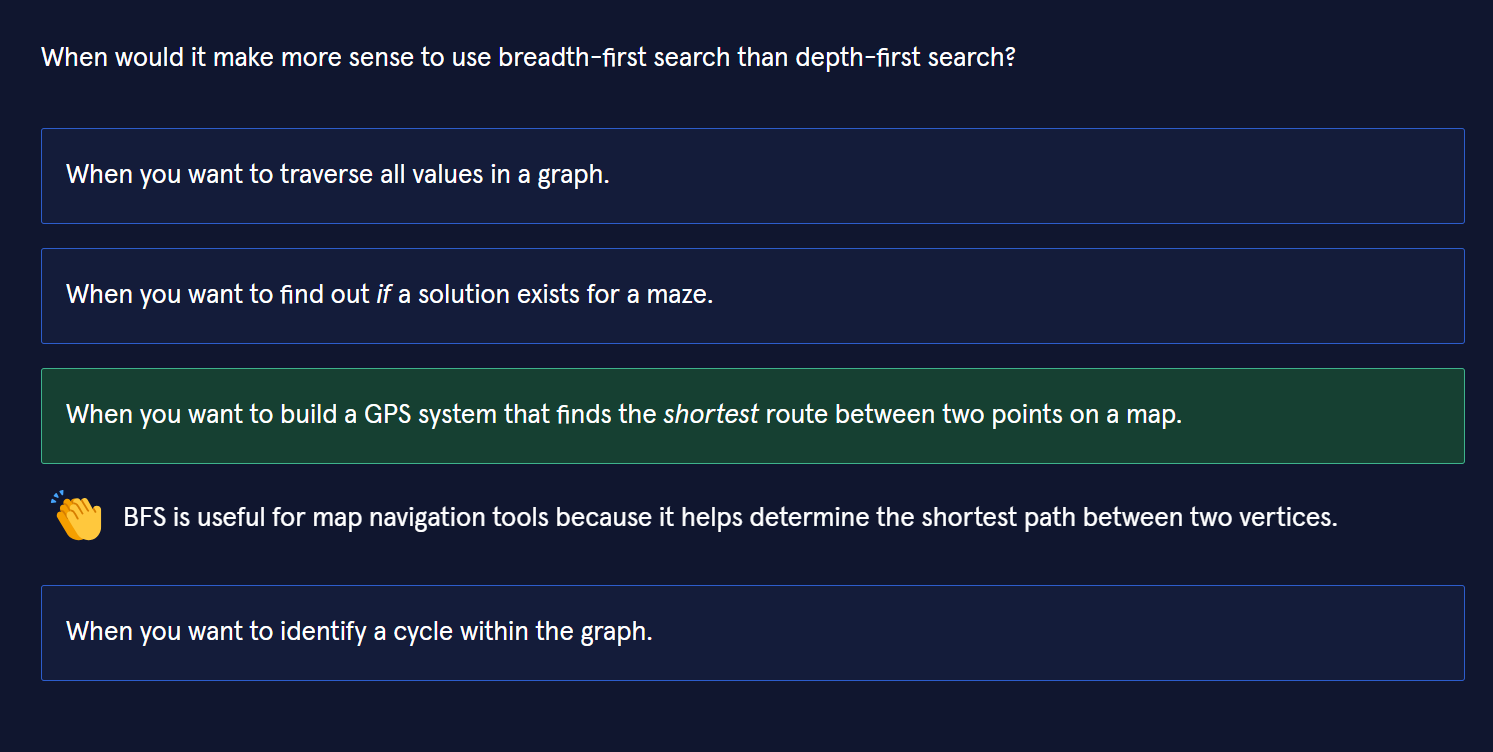 When would it make more sense to use breadth-first search than depth-first search?
When you want to traverse all values in a graph.
When you want to find out if a solution exists for a maze.
When you want to build a GPS system that finds the shortest route between two points on a map.
BFS is useful for map navigation tools because it helps determine the shortest path between two vertices.
When you want to identify a cycle within the graph.